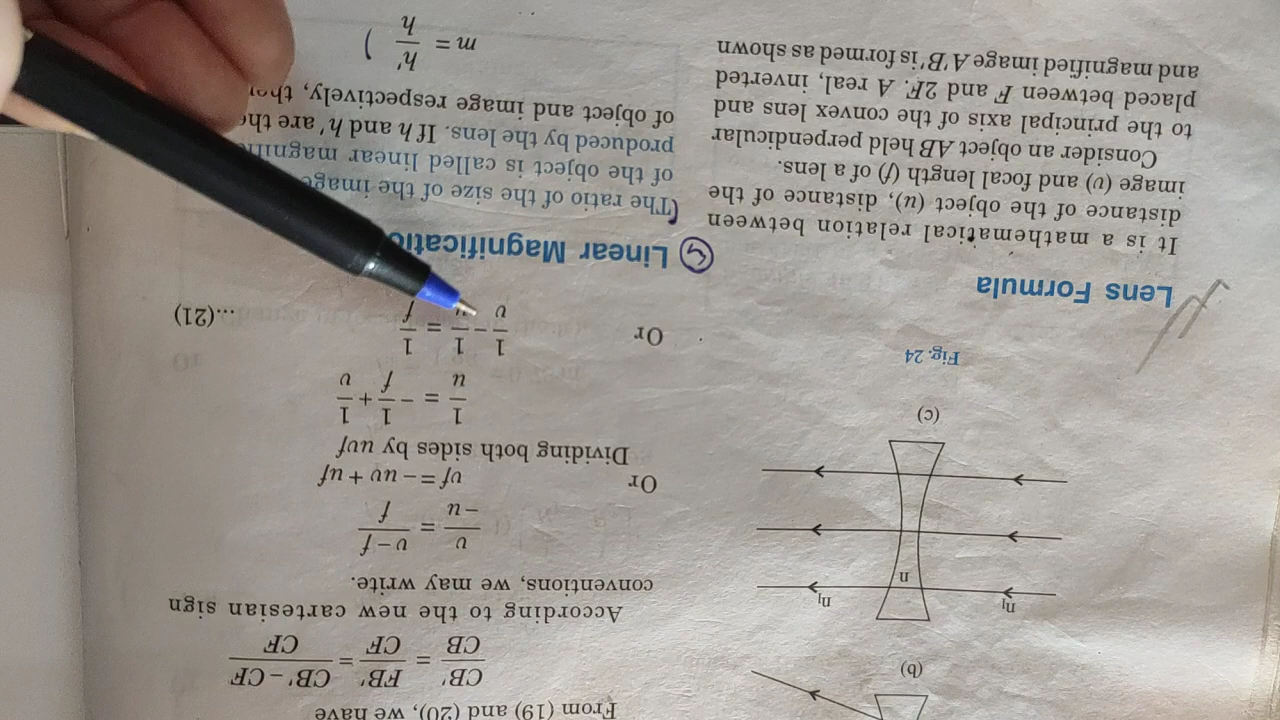 (b)
n₁ n n₁
(c)
Fig. 24
Lens Formula
It is a mathematical relation between
distance of the object (u), distance of the
image (v) and focal length (f) of a lens.
Consider an object AB held perpendicular
to the principal axis of the convex lens and
placed between F and 2F. A real, inverted
and magnified image A′B′ is formed as shown
From (19) and (20), we have
CB′/CB = FB′/CF = CB′ – CF/CF
According to the new cartesian sign
conventions, we may write.
v/–u = v – f/f
Or vf = – uv + uf
Dividing both sides by uvf
1/u = – 1/f + 1/v
Or 1/v – 1/u = 1/f ...(21)
5 Linear
(The ratio of the size of the
of the object is called linear
produced by the lens. If h and h′ are
of object and image respectively,
m = h′/h )